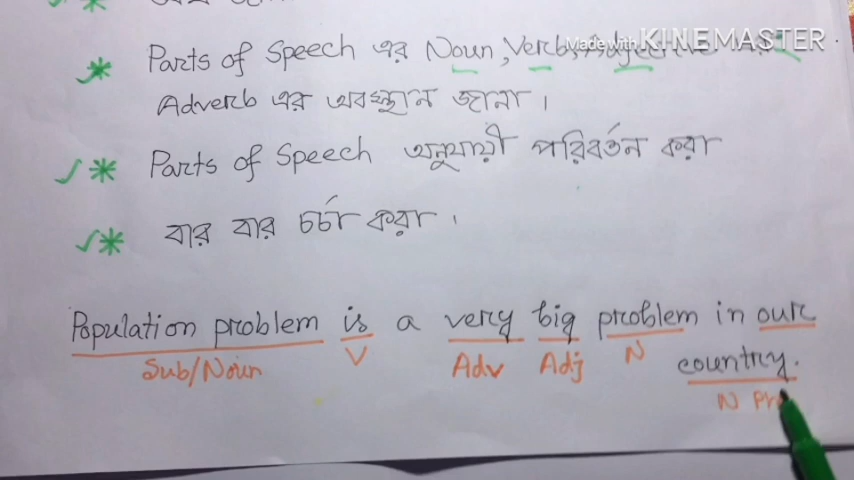 Parts of Speech এর Noun, Verb, Adjective
Made with KINEMASTER
Adverb এর অবস্থান জানা।
Parts of Speech অনুযায়ী পরিবর্তন করা
বার বার চর্চা করা।
Population problem is a very big problem in our
Sub/Noun V Adv Adj N
country.
N